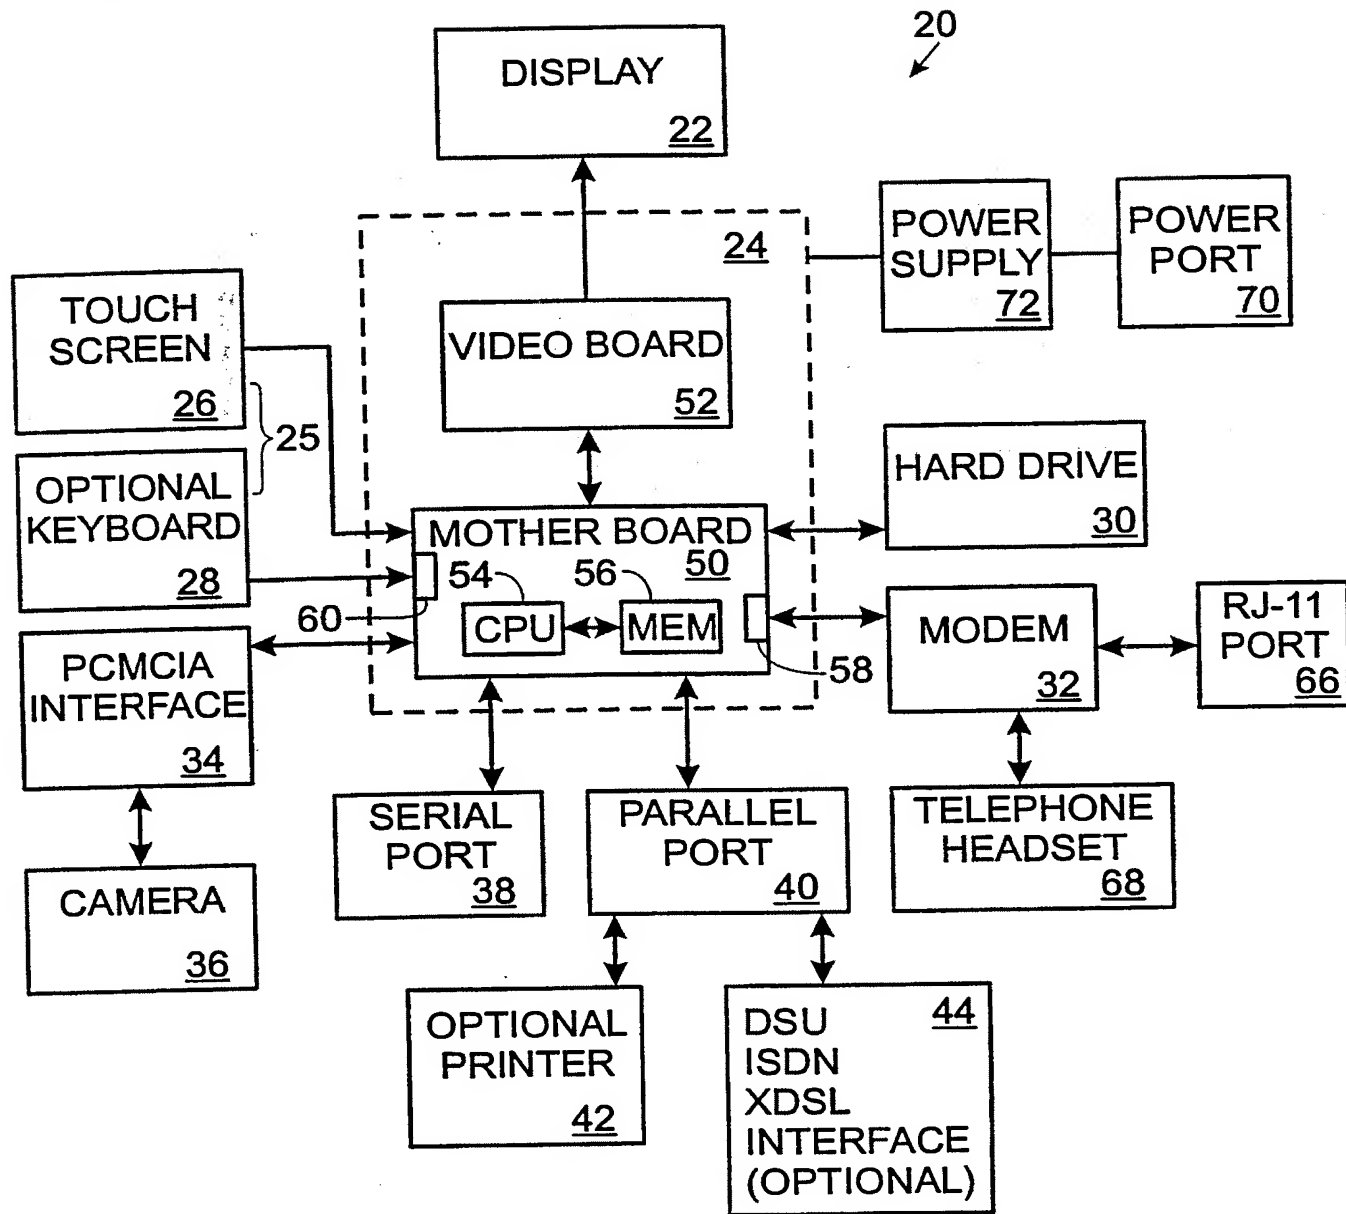 20
DISPLAY
22
24
POWER
SUPPLY
72
POWER
PORT
70
TOUCH
SCREEN
26
25
VIDEO BOARD
52
OPTIONAL
KEYBOARD
28
HARD DRIVE
30
MOTHER BOARD
50
54
56
CPU
MEM
60
58
MODEM
32
RJ-11
PORT
66
PCMCIA
INTERFACE
34
SERIAL
PORT
38
PARALLEL
PORT
40
TELEPHONE
HEADSET
68
CAMERA
36
OPTIONAL
PRINTER
42
44
DSU
ISDN
XDSL
INTERFACE
(OPTIONAL)